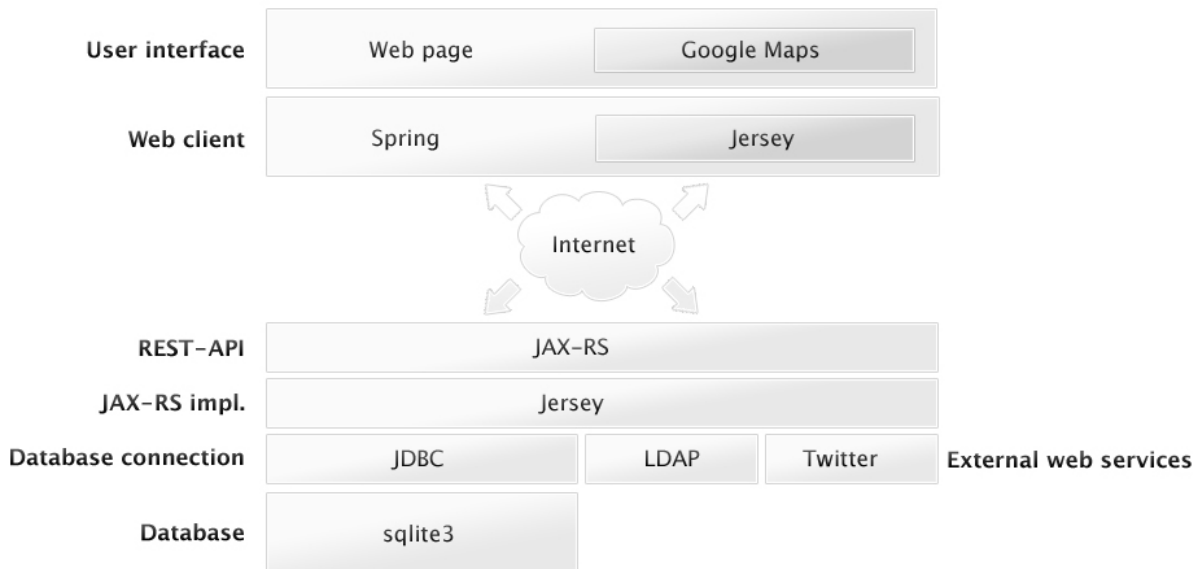 User interface Web page Google Maps
Web client Spring Jersey
Internet
REST-API JAX-RS
JAX-RS impl. Jersey
Database connection JDBC LDAP Twitter External web services
Database sqlite3